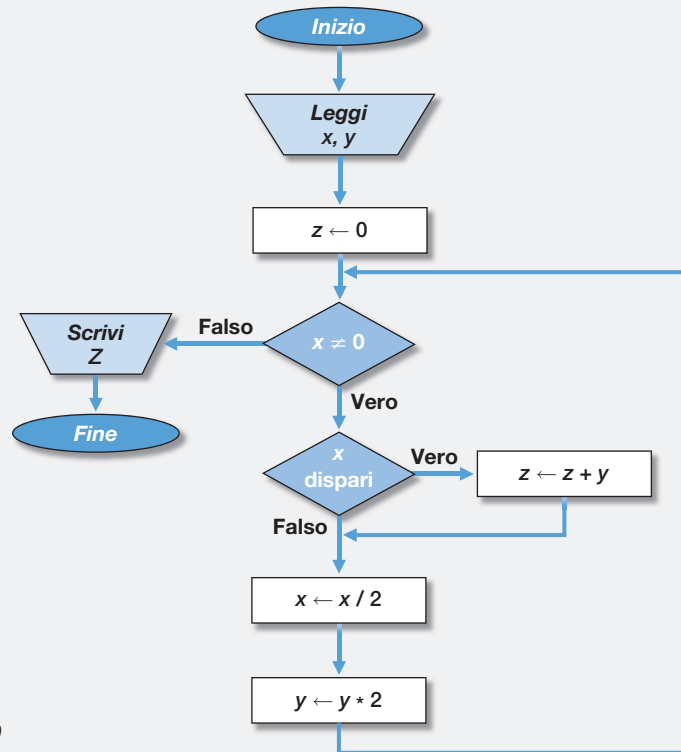 Inizio
Leggi
x, y
z ← 0
x ≠ 0
Falso
Scrivi
Z
Fine
Vero
x
dispari
Vero
z ← z + y
Falso
x ← x / 2
y ← y * 2